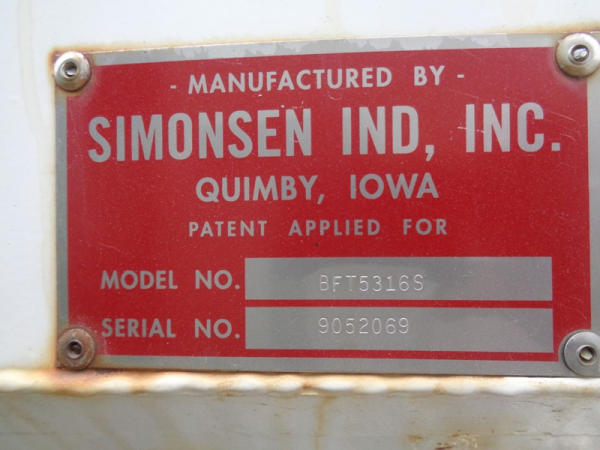 - MANUFACTURED BY -
SIMONSEN IND, INC.
QUIMBY, IOWA
PATENT APPLIED FOR
MODEL NO. BFT5316S
SERIAL NO. 9052069